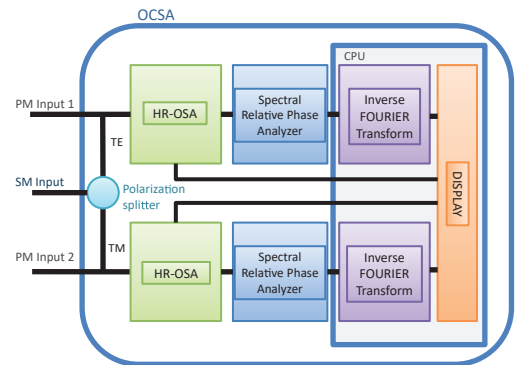 OCSA
CPU
PM Input 1
HR-OSA
Spectral
Relative Phase
Analyzer
Inverse
FOURIER
Transform
TE
SM Input
Polarization
splitter
DISPLAY
TM
PM Input 2
HR-OSA
Spectral
Relative Phase
Analyzer
Inverse
FOURIER
Transform